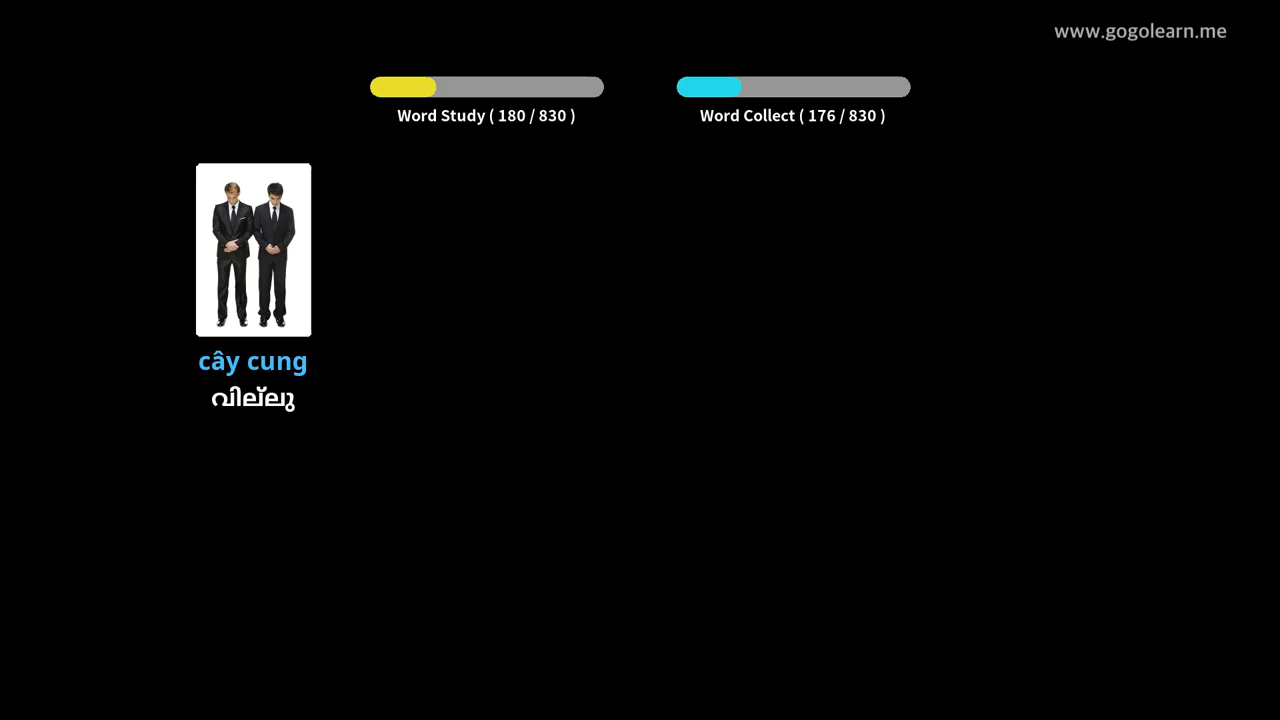 www.gogolearn.me
Word Study ( 180 / 830 )
Word Collect ( 176 / 830 )
cây cung
വില്ലു